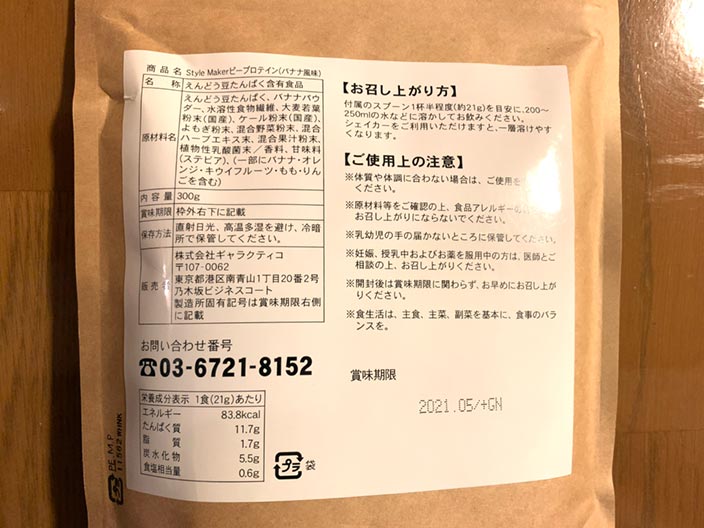 商品名 Style Makerピープロテイン(バナナ風味)
名称 えんどう豆たんぱく含有食品
原材料名 えんどう豆たんぱく、バナナパウ
ダー、水溶性食物繊維、大麦若葉
粉末(国産)、ケール粉末(国産)、
よもぎ粉末、混合野菜粉末、混合
ハーブエキス末、混合果汁粉末、
植物性乳酸菌末／香料、甘味料
(ステビア)、(一部にバナナ・オレ
ンジ・キウイフルーツ・もも・りん
ごを含む)
内容量 300g
賞味期限 枠外右下に記載
保存方法 直射日光、高温多湿を避け、冷暗
所で保管してください。
販売者 株式会社ギャラクティコ
〒107-0062
東京都港区南青山1丁目20番2号
乃木坂ビジネスコート
製造所固有記号は賞味期限右側
に記載
お問い合わせ番号
☎03-6721-8152
栄養成分表示 1食(21g)あたり
エネルギー 83.8kcal
たんぱく質 11.7g
脂質 1.7g
炭水化物 5.5g
食塩相当量 0.6g
プラ 袋
【お召し上がり方】
付属のスプーン1杯半程度(約21g)を目安に、200～
250mlの水などに溶かしてお飲みください。
シェイカーをご利用いただけますと、一層溶けやす
くなります。
【ご使用上の注意】
※体質や体調に合わない場合は、ご使用を
ください。
※原材料等をご確認の上、食品アレルギーの
お召し上がりにならないでください。
※乳幼児の手の届かないところに保管してください。
※妊娠、授乳中およびお薬を服用中の方は、医師とご
相談の上、お召し上がりください。
※開封後は賞味期限に関わらず、お早めにお召し上が
りください。
※食生活は、主食、主菜、副菜を基本に、食事のバラ
ンスを。
賞味期限
2021.05/+GN
プラ PE,M,P